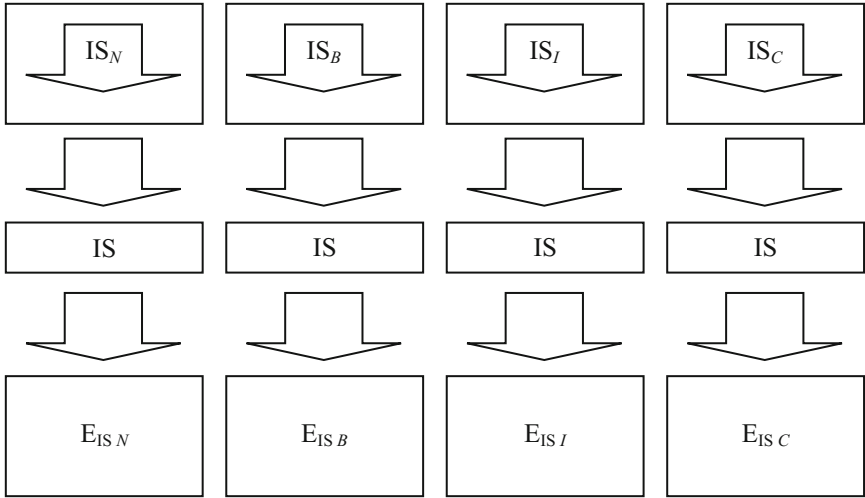 IS_N IS_B IS_I IS_C
IS IS IS IS
E_IS N E_IS B E_IS I E_IS C